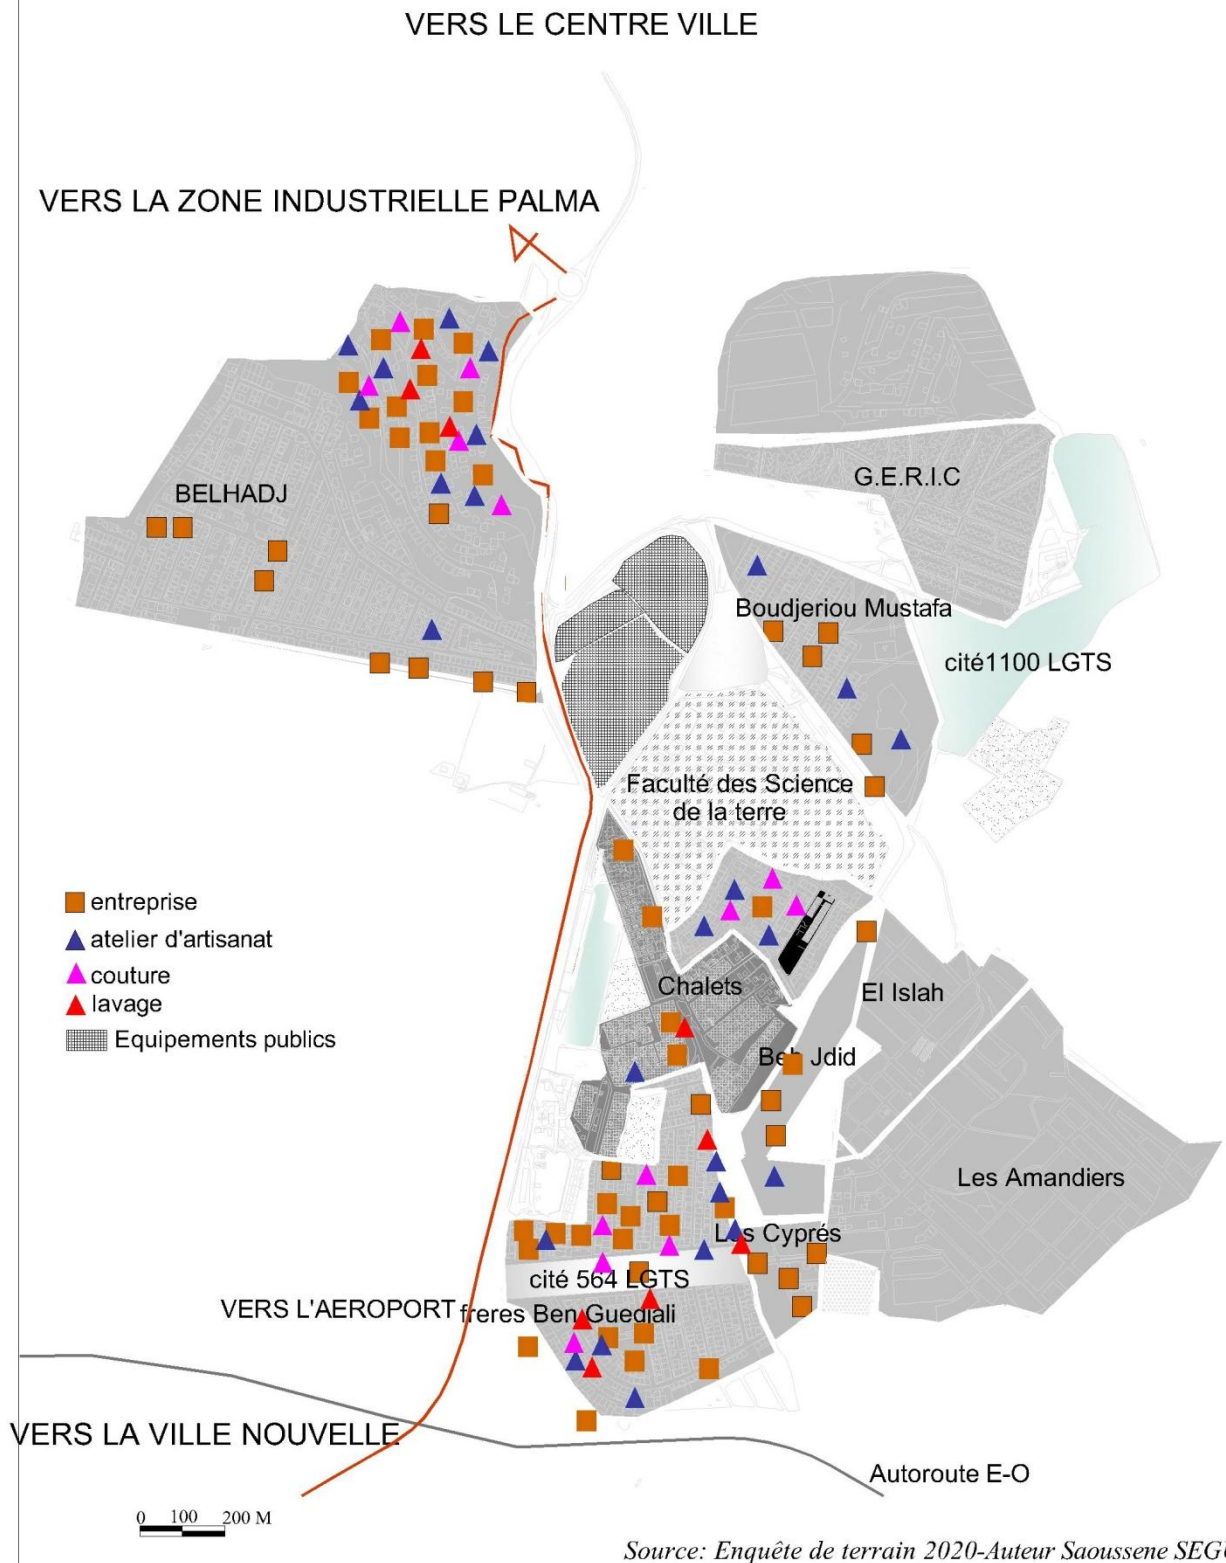 VERS LE CENTRE VILLE
VERS LA ZONE INDUSTRIELLE PALMA
G.E.R.I.C
BELHADJ
Boudjeriou Mustafa
cité1100 LGTS
Faculté des Science
de la terre
entreprise
atelier d'artisanat
couture
lavage
Equipements publics
Chalets
El Islah
Beb Jdid
Les Amandiers
Les Cyprés
cité 564 LGTS
VERS L'AEROPORT
freres Ben Guedjali
VERS LA VILLE NOUVELLE
Autoroute E-O
0 100 200 M
Source: Enquête de terrain 2020-Auteur Saoussene SEGU